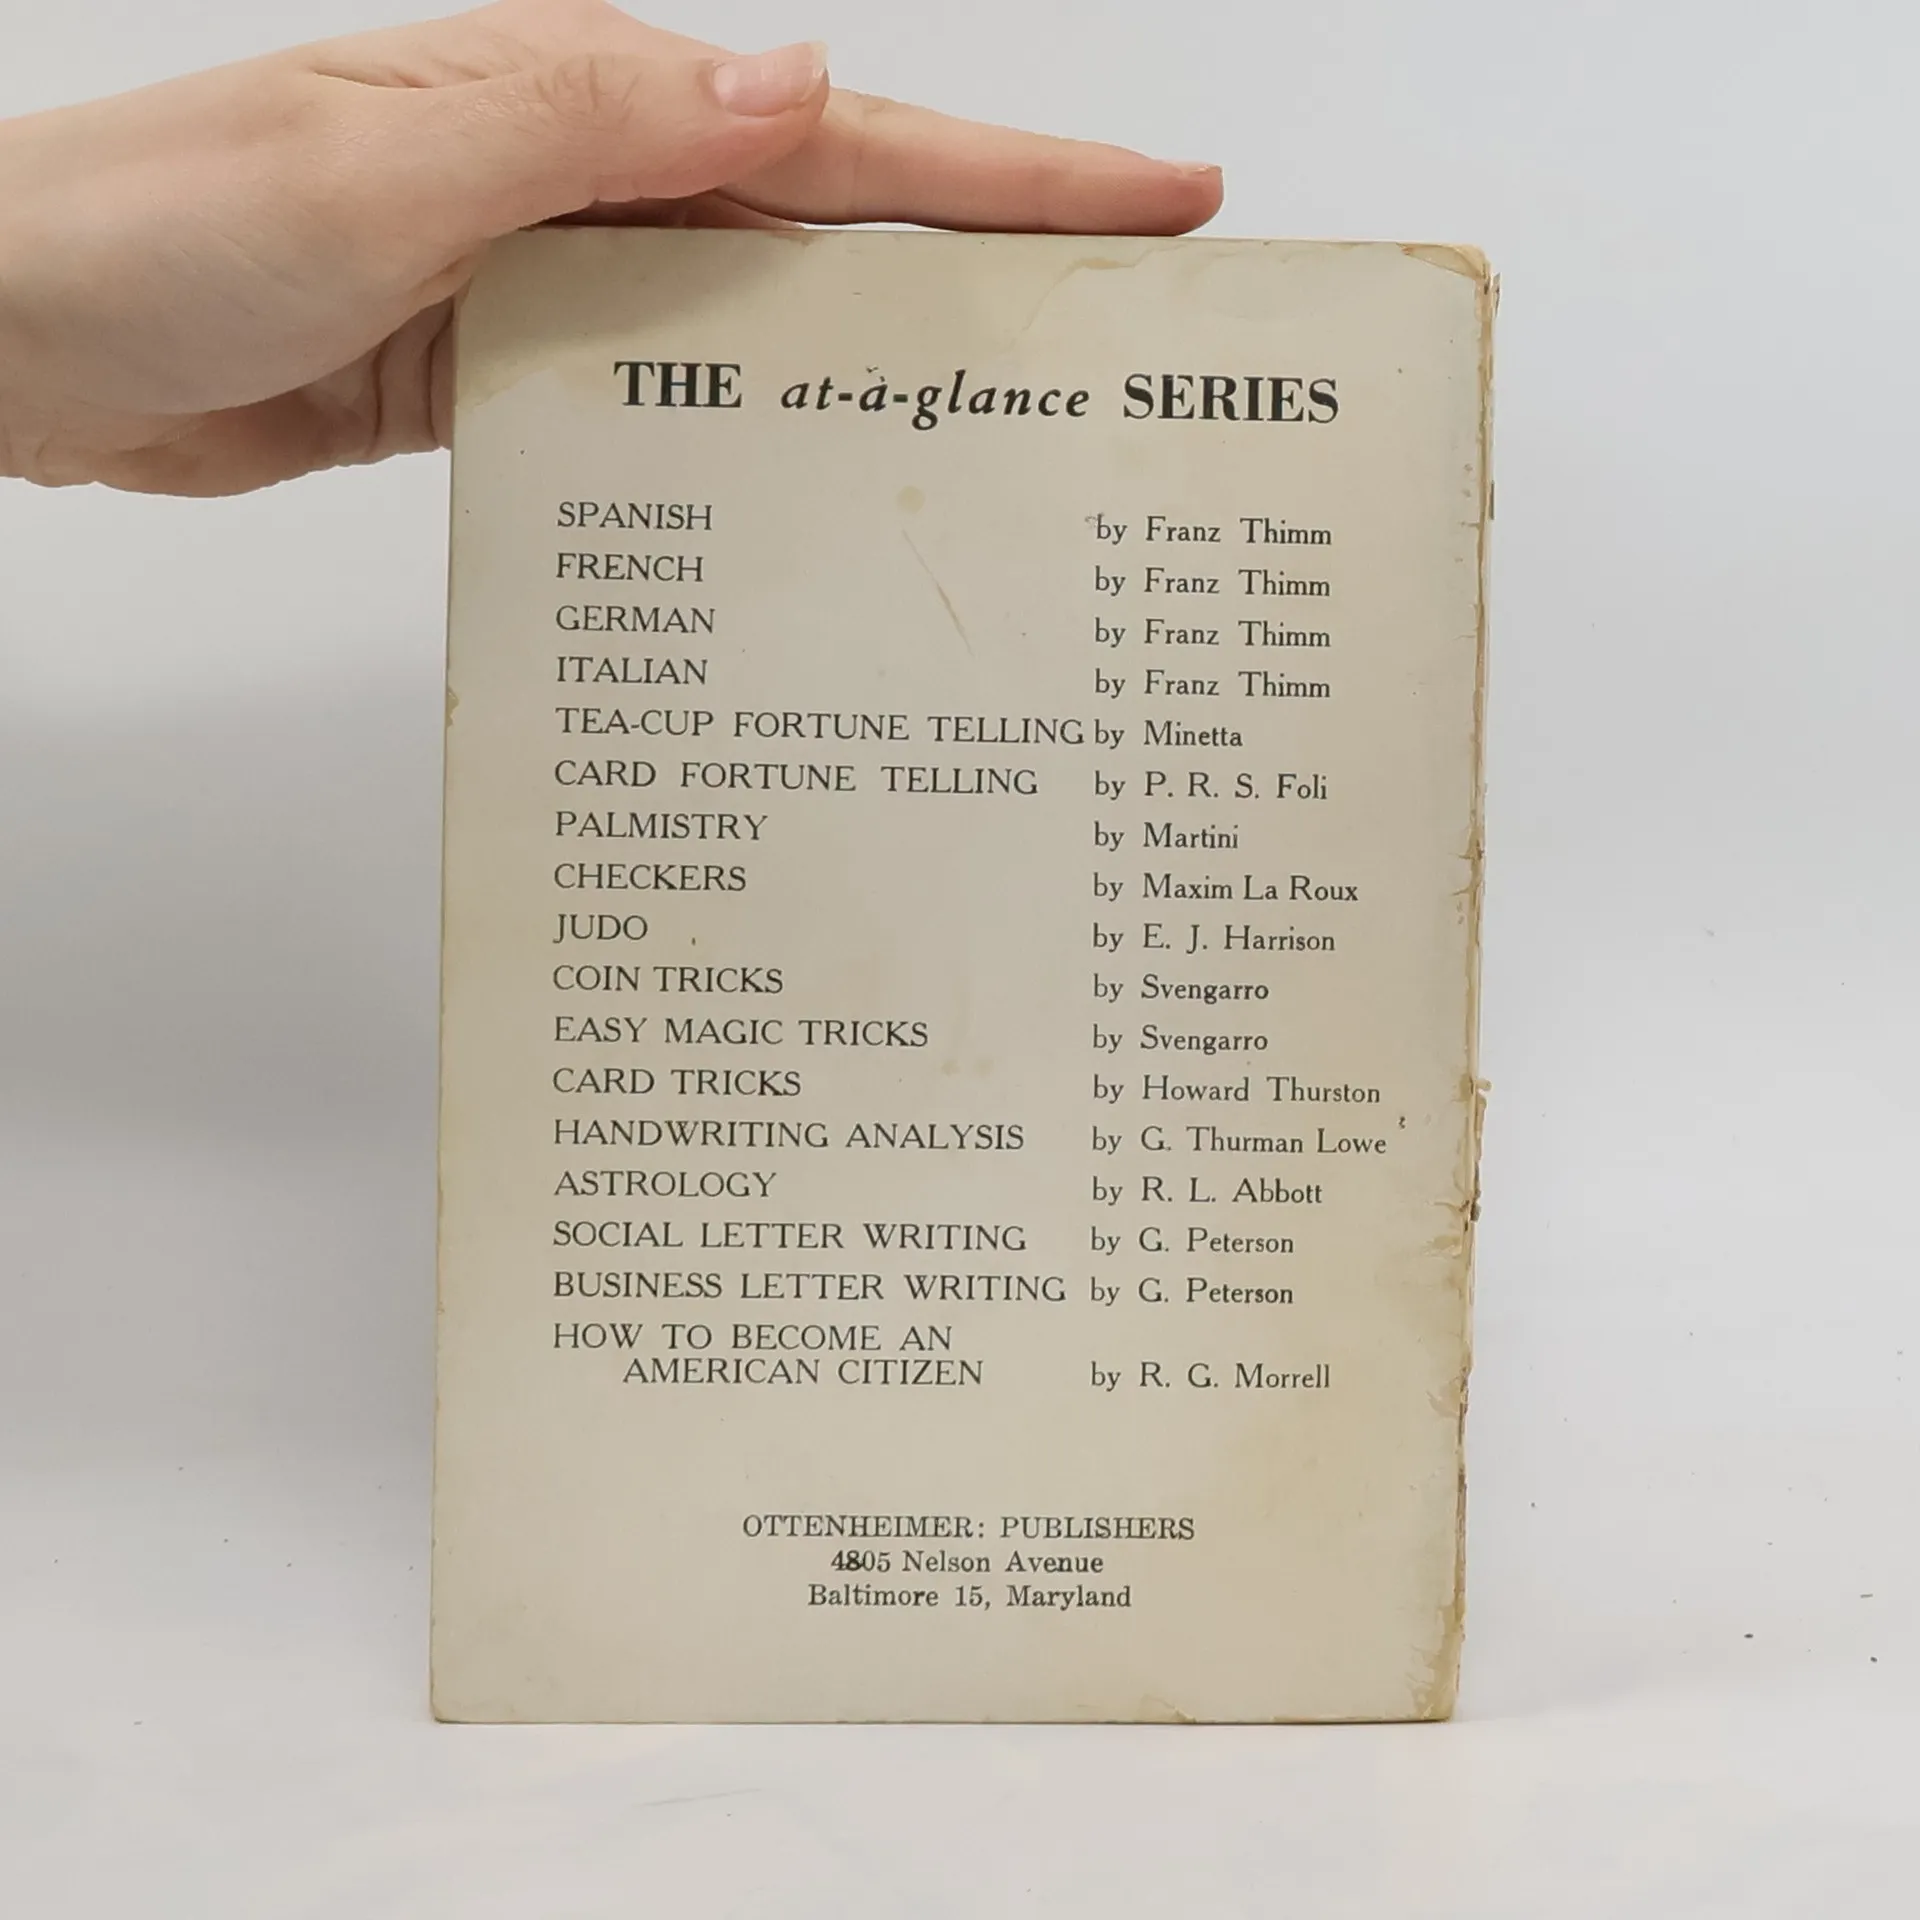 THE at-à-glance SERIES
SPANISH by Franz Thimm
FRENCH by Franz Thimm
GERMAN by Franz Thimm
ITALIAN by Franz Thimm
TEA-CUP FORTUNE TELLING by Minetta
CARD FORTUNE TELLING by P. R. S. Foli
PALMISTRY by Martini
CHECKERS by Maxim La Roux
JUDO by E. J. Harrison
COIN TRICKS by Svengarro
EASY MAGIC TRICKS by Svengarro
CARD TRICKS by Howard Thurston
HANDWRITING ANALYSIS by G. Thurman Lowe
ASTROLOGY by R. L. Abbott
SOCIAL LETTER WRITING by G. Peterson
BUSINESS LETTER WRITING by G. Peterson
HOW TO BECOME AN
AMERICAN CITIZEN by R. G. Morrell
OTTENHEIMER: PUBLISHERS
4805 Nelson Avenue
Baltimore 15, Maryland